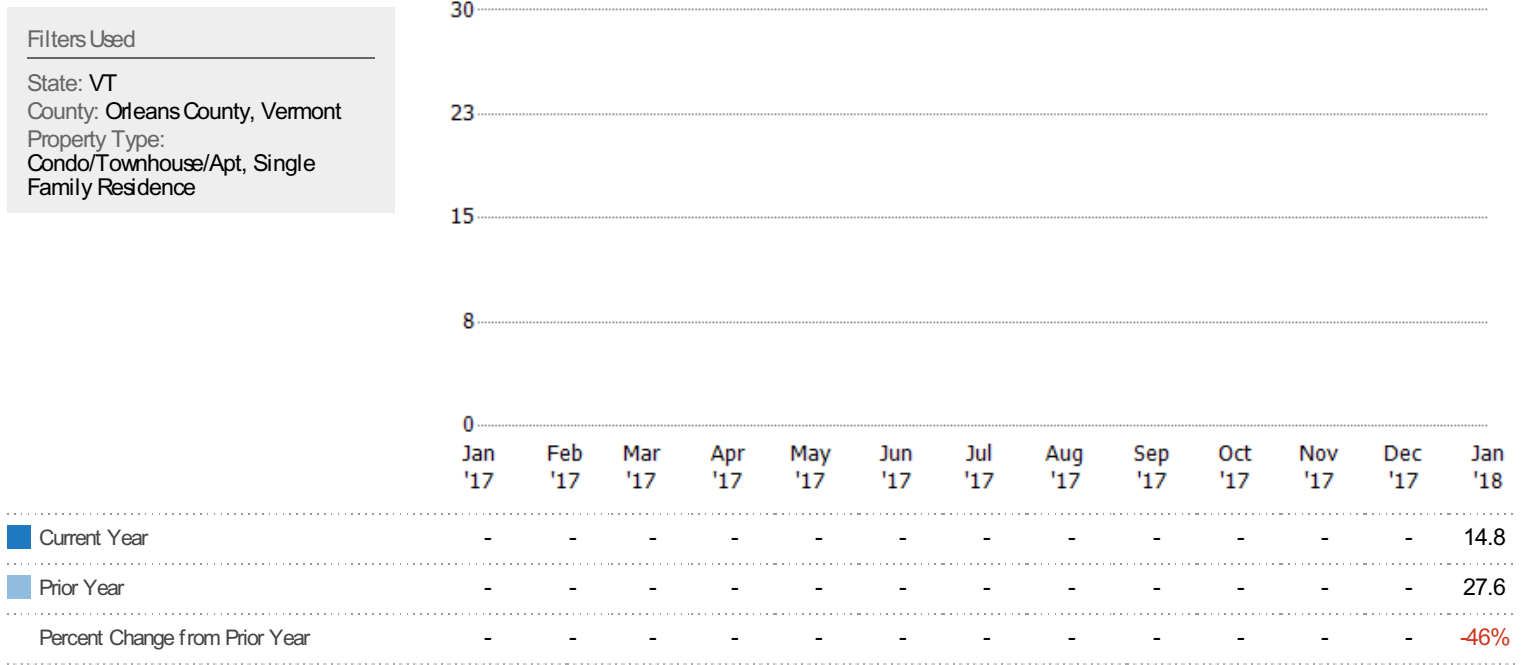 Filters Used
State: VT
County: Orleans County, Vermont
Property Type:
Condo/Townhouse/Apt, Single
Family Residence
30
23
15
8
0
Jan Feb Mar Apr May Jun Jul Aug Sep Oct Nov Dec Jan
'17 '17 '17 '17 '17 '17 '17 '17 '17 '17 '17 '17 '18
Current Year - - - - - - - - - - - - 14.8
Prior Year - - - - - - - - - - - - 27.6
Percent Change from Prior Year - - - - - - - - - - - - -46%